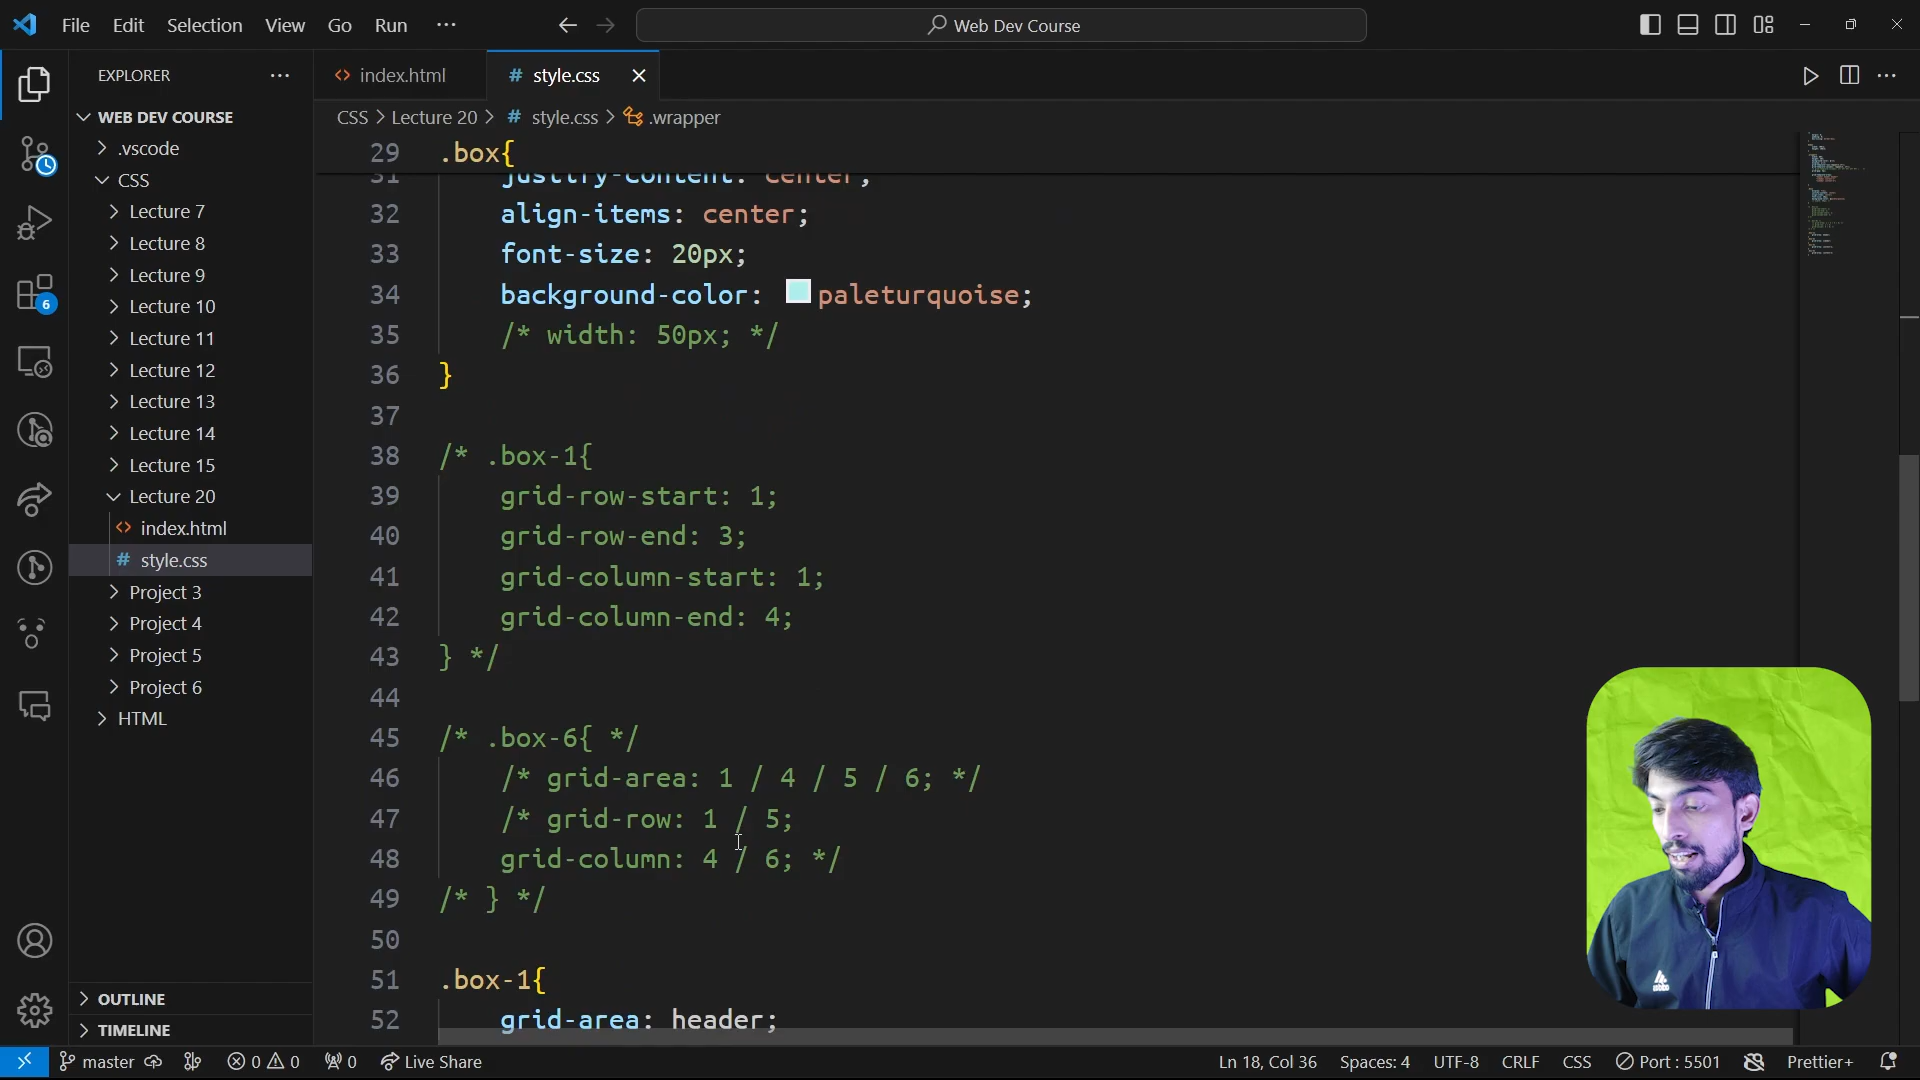 File Edit Selection View Go Run ···
Web Dev Course
EXPLORER ···
index.html
# style.css
WEB DEV COURSE
.vscode
CSS
Lecture 7
Lecture 8
Lecture 9
Lecture 10
Lecture 11
Lecture 12
Lecture 13
Lecture 14
Lecture 15
Lecture 20
index.html
# style.css
Project 3
Project 4
Project 5
Project 6
HTML
OUTLINE
TIMELINE
6
CSS > Lecture 20 > # style.css > .wrapper
29 .box{
31 justify-content: center;
32 align-items: center;
33 font-size: 20px;
34 background-color: paleturquoise;
35 /* width: 50px; */
36 }
37
38 /* .box-1{
39 grid-row-start: 1;
40 grid-row-end: 3;
41 grid-column-start: 1;
42 grid-column-end: 4;
43 } */
44
45 /* .box-6{ */
46 /* grid-area: 1 / 4 / 5 / 6; */
47 /* grid-row: 1 / 5;
48 grid-column: 4 / 6; */
49 /* } */
50
51 .box-1{
52 grid-area: header;
master 0 0 0 Live Share Ln 18, Col 36 Spaces: 4 UTF-8 CRLF CSS Port : 5501 Prettier+